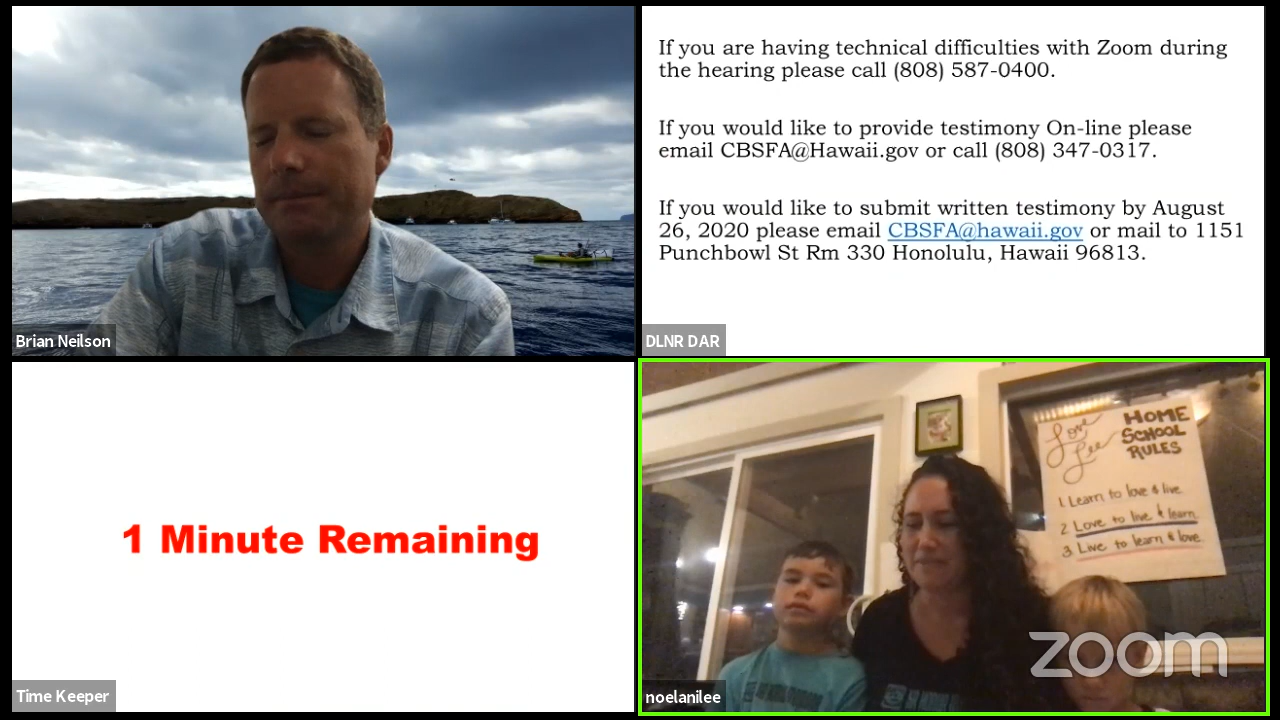 If you are having technical difficulties with Zoom during
the hearing please call (808) 587-0400.
If you would like to provide testimony On-line please
email CBSFA@Hawaii.gov or call (808) 347-0317.
If you would like to submit written testimony by August
26, 2020 please email CBSFA@hawaii.gov or mail to 1151
Punchbowl St Rm 330 Honolulu, Hawaii 96813.
Brian Neilson
DLNR DAR
1 Minute Remaining
Time Keeper
Love
Lee
HOME
SCHOOL
RULES
1. Learn to love & live.
2. Love to live & learn.
3. Live to learn & love.
zoom
noelanilee